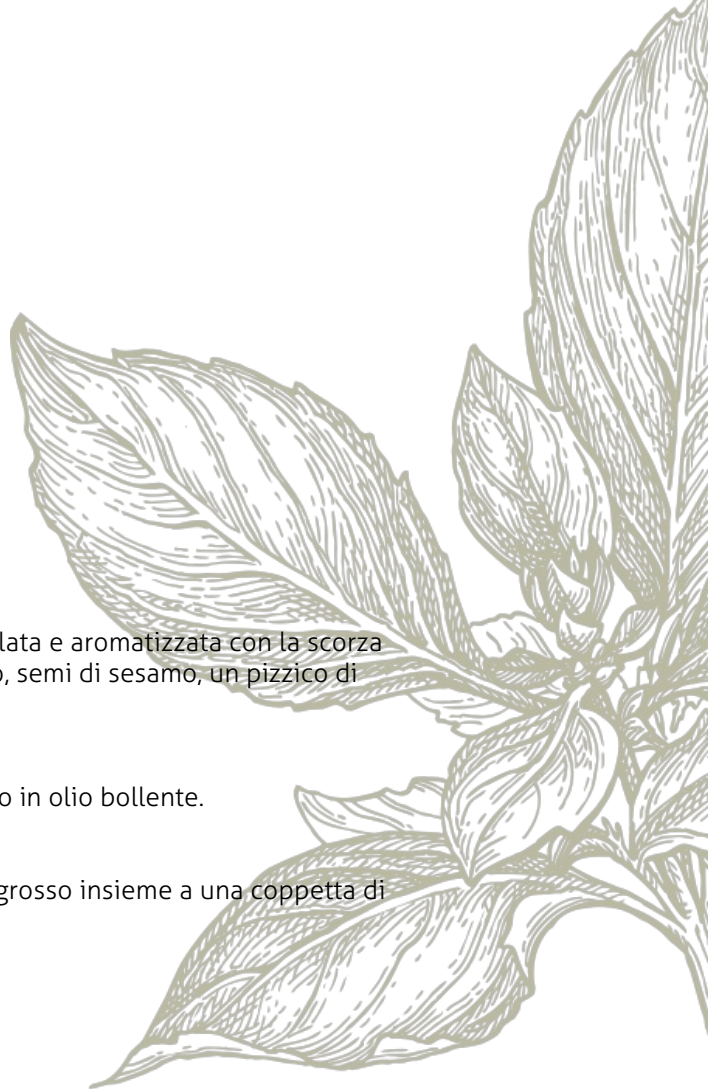 lata e aromatizzata con la scorza
o, semi di sesamo, un pizzico di
o in olio bollente.
grosso insieme a una coppetta di